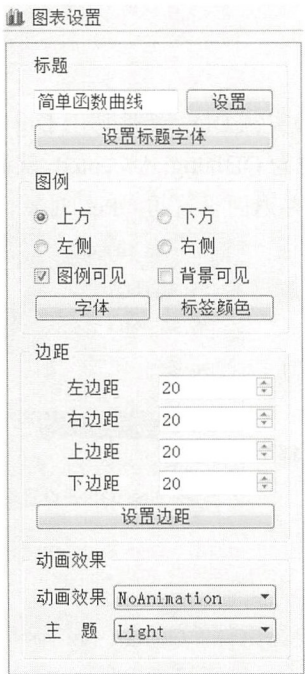 图表设置
标题
简单函数曲线 设置
设置标题字体
图例
上方 下方
左侧 右侧
图例可见 背景可见
字体 标签颜色
边距
左边距 20
右边距 20
上边距 20
下边距 20
设置边距
动画效果
动画效果 NoAnimation
主 题 Light